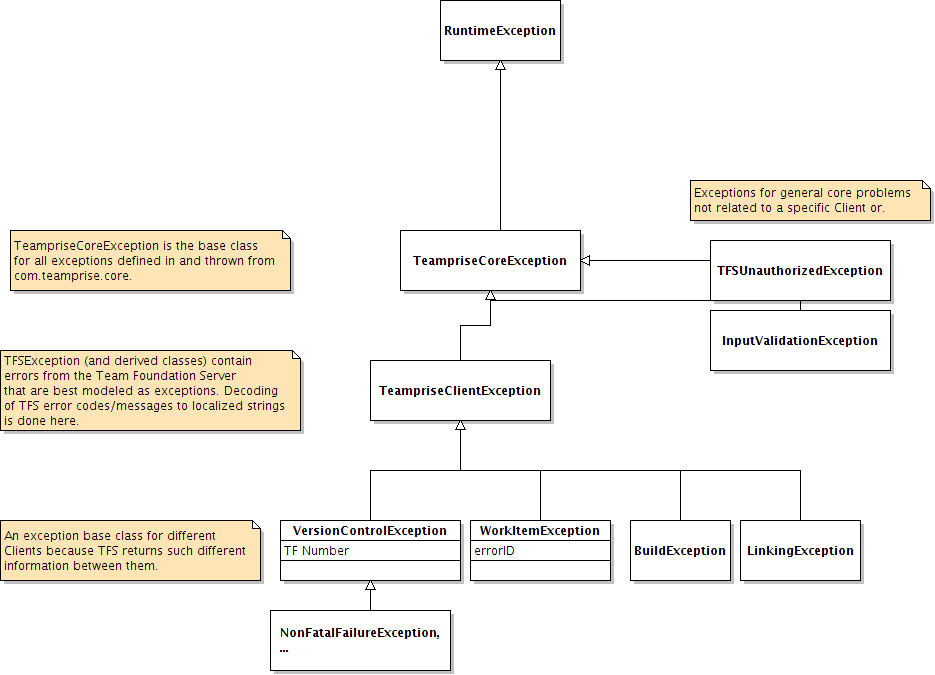 RuntimeException
Exceptions for general core problems
not related to a specific Client or.
TeampriseCoreException is the base class
for all exceptions defined in and thrown from
com.teamprise.core.
TeampriseCoreException
TFSUnauthorizedException
InputValidationException
TFSException (and derived classes) contain
errors from the Team Foundation Server
that are best modeled as exceptions. Decoding
of TFS error codes/messages to localized strings
is done here.
TeampriseClientException
An exception base class for different
Clients because TFS returns such different
information between them.
VersionControlException
TF Number
WorkItemException
errorID
BuildException
LinkingException
NonFatalFailureException,
...